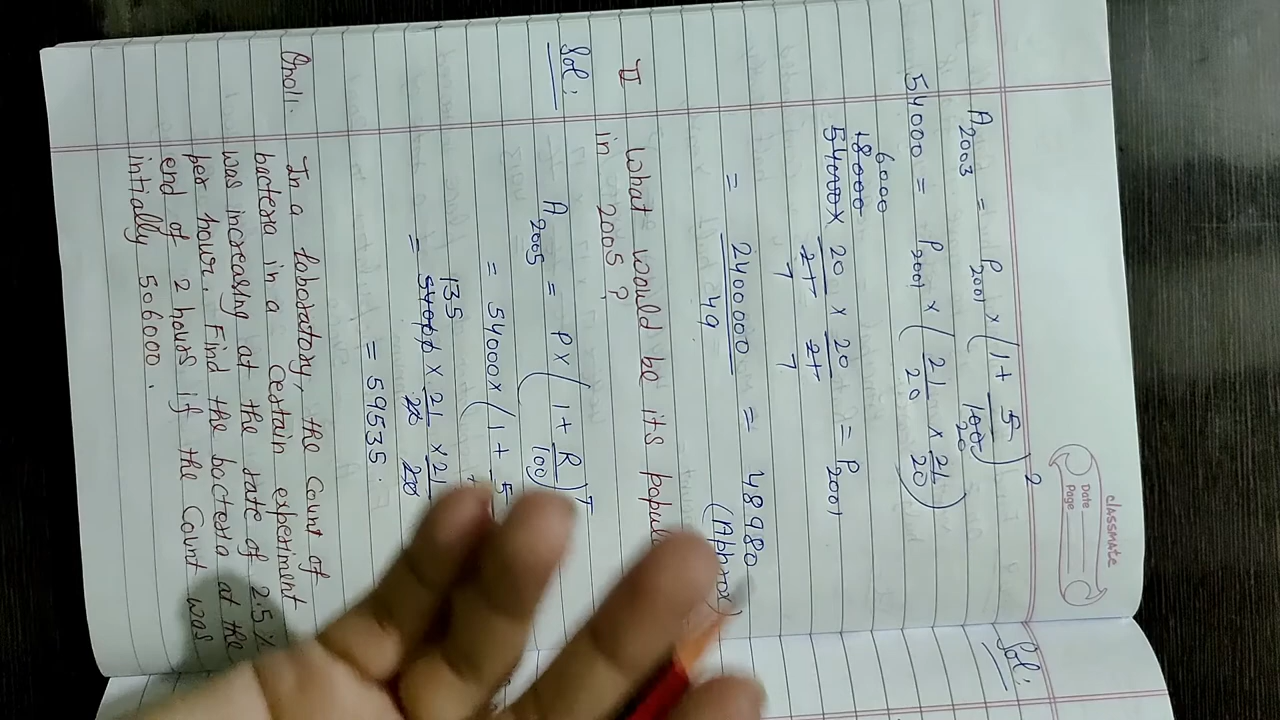 classmate
Date
Page
A2003 = P2001 × (1 + 5/100)²
20
54000 = P2001 × (21/20 × 21/20)
6000
18000
54000 × 20/21 × 20/21 = P2001
7 7
= 2400000/49 = 48980
(Approx)
II What would be its
in 2005 ?
Sol: A2005 = P × (1 + R/100)ᵀ
= 54000 × (1 + 5
135
= 54000 × 21/20 × 21/20
= 59535.
Qno11. In a laboratory, the Count of
bacteria in a Certain experiment
was increasing at the rate of 2.5%
per hour. Find the bacteria at the
end of 2 hours if the Count was
initially 506000.
Sol: